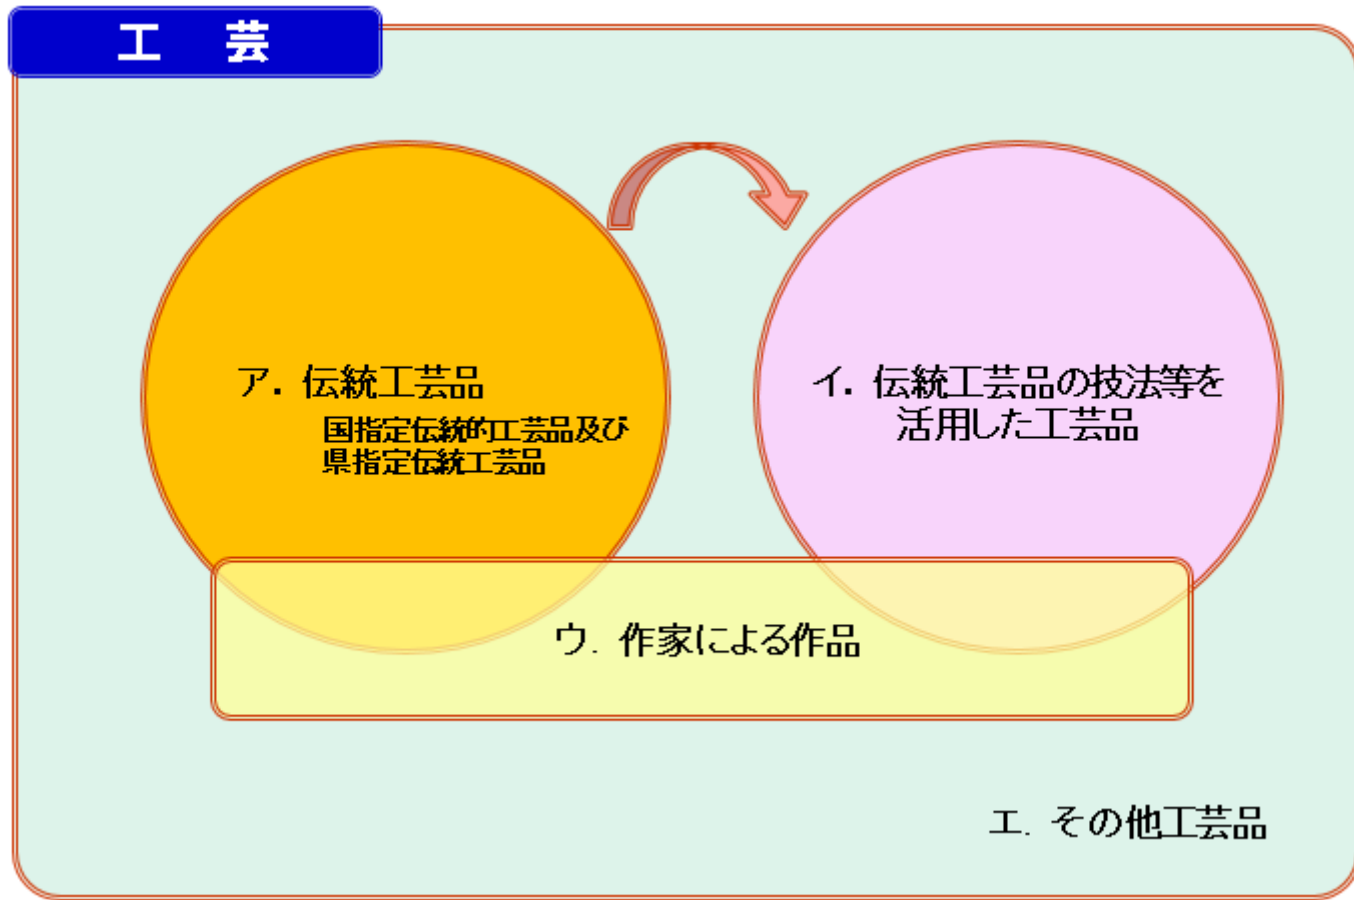 工 芸
ア. 伝統工芸品
国指定伝統的工芸品及び
県指定伝統工芸品
イ. 伝統工芸品の技法等を
活用した工芸品
ウ. 作家による作品
エ. その他工芸品